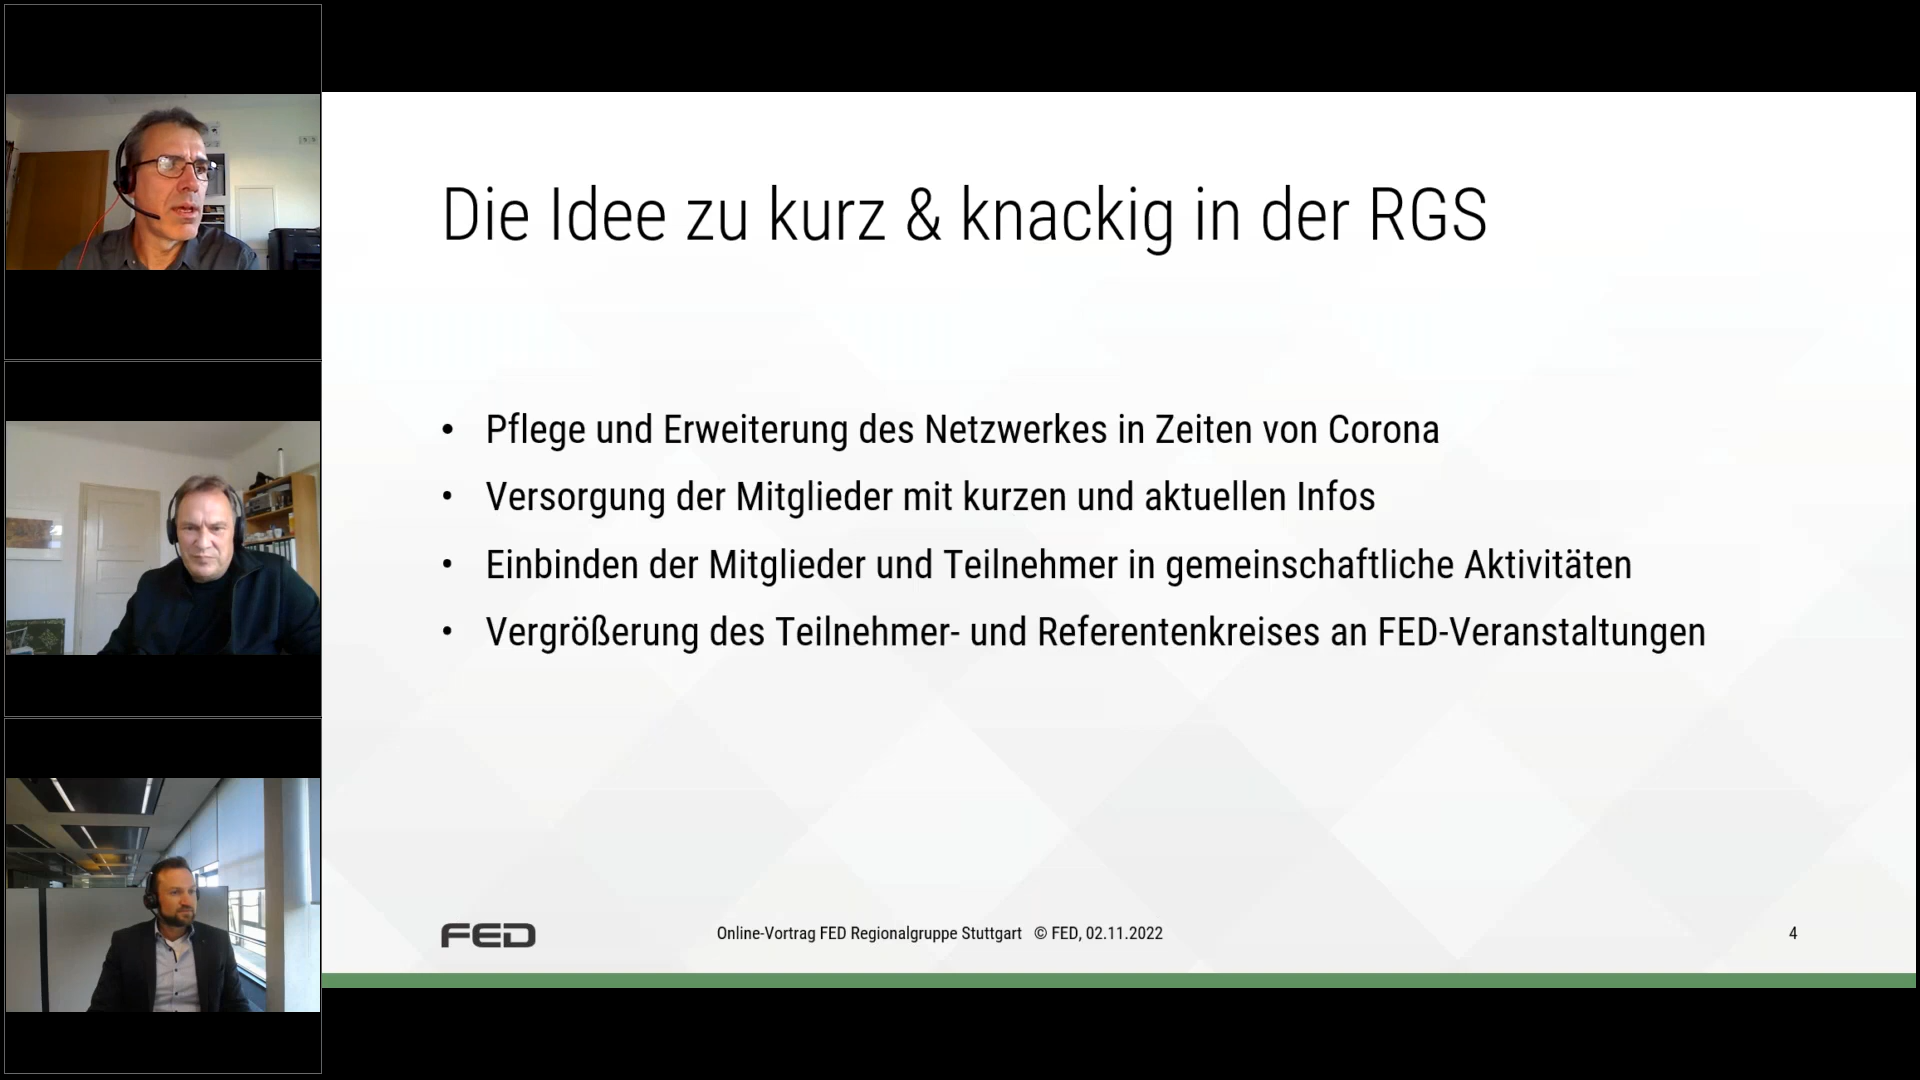 Die Idee zu kurz & knackig in der RGS
• Pflege und Erweiterung des Netzwerkes in Zeiten von Corona
• Versorgung der Mitglieder mit kurzen und aktuellen Infos
• Einbinden der Mitglieder und Teilnehmer in gemeinschaftliche Aktivitäten
• Vergrößerung des Teilnehmer- und Referentenkreises an FED-Veranstaltungen
FED Online-Vortrag FED Regionalgruppe Stuttgart © FED, 02.11.2022 4